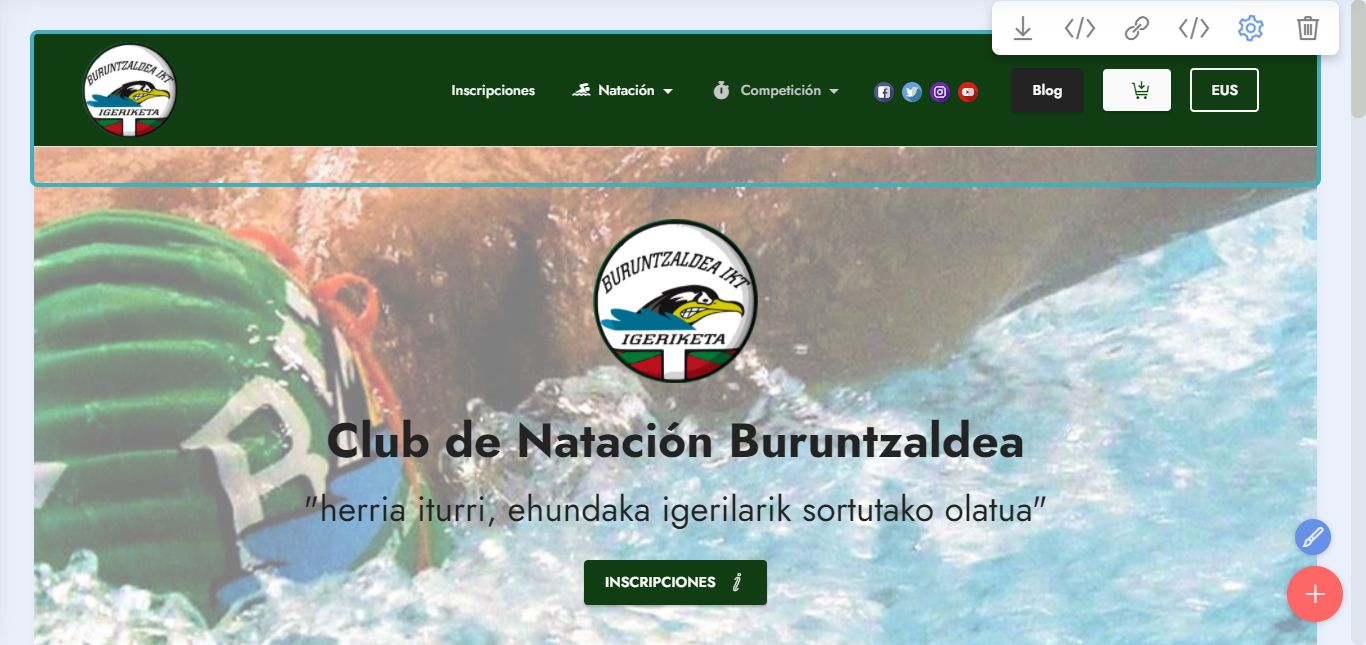 BURUNTZALDEA IKT
IGERIKETA
Inscripciones
Natación
Competición
Blog
EUS
BURUNTZALDEA IKT
IGERIKETA
Club de Natación Buruntzaldea
"herria iturri, ehundaka igerilarik sortutako olatua"
INSCRIPCIONES